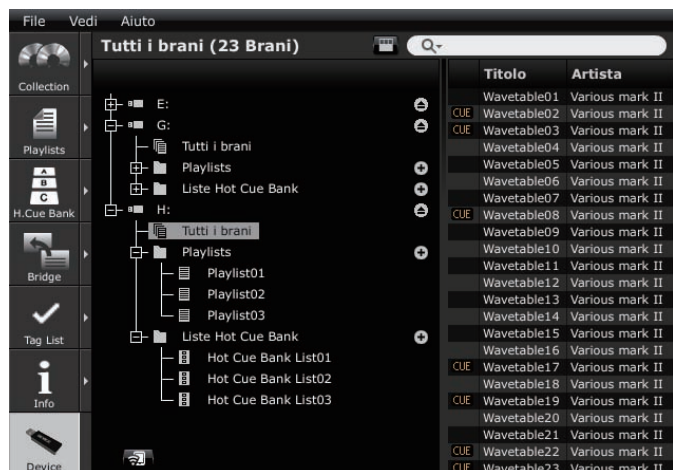 File Vedi Aiuto
Tutti i brani (23 Brani)
Collection
Playlists
A
B
C
H.Cue Bank
Bridge
Tag List
Info
Device
E:
G:
Tutti i brani
Playlists
Liste Hot Cue Bank
H:
Tutti i brani
Playlists
Playlist01
Playlist02
Playlist03
Liste Hot Cue Bank
Hot Cue Bank List01
Hot Cue Bank List02
Hot Cue Bank List03
Titolo Artista
Wavetable01 Various mark II
CUE Wavetable02 Various mark II
CUE Wavetable03 Various mark II
Wavetable04 Various mark II
Wavetable05 Various mark II
Wavetable06 Various mark II
Wavetable07 Various mark II
CUE Wavetable08 Various mark II
Wavetable09 Various mark II
Wavetable10 Various mark II
Wavetable11 Various mark II
Wavetable12 Various mark II
Wavetable13 Various mark II
Wavetable14 Various mark II
Wavetable15 Various mark II
Wavetable16 Various mark II
CUE Wavetable17 Various mark II
Wavetable18 Various mark II
CUE Wavetable19 Various mark II
Wavetable20 Various mark II
Wavetable21 Various mark II
CUE Wavetable22 Various mark II
CUE Wavetable23 Various mark II